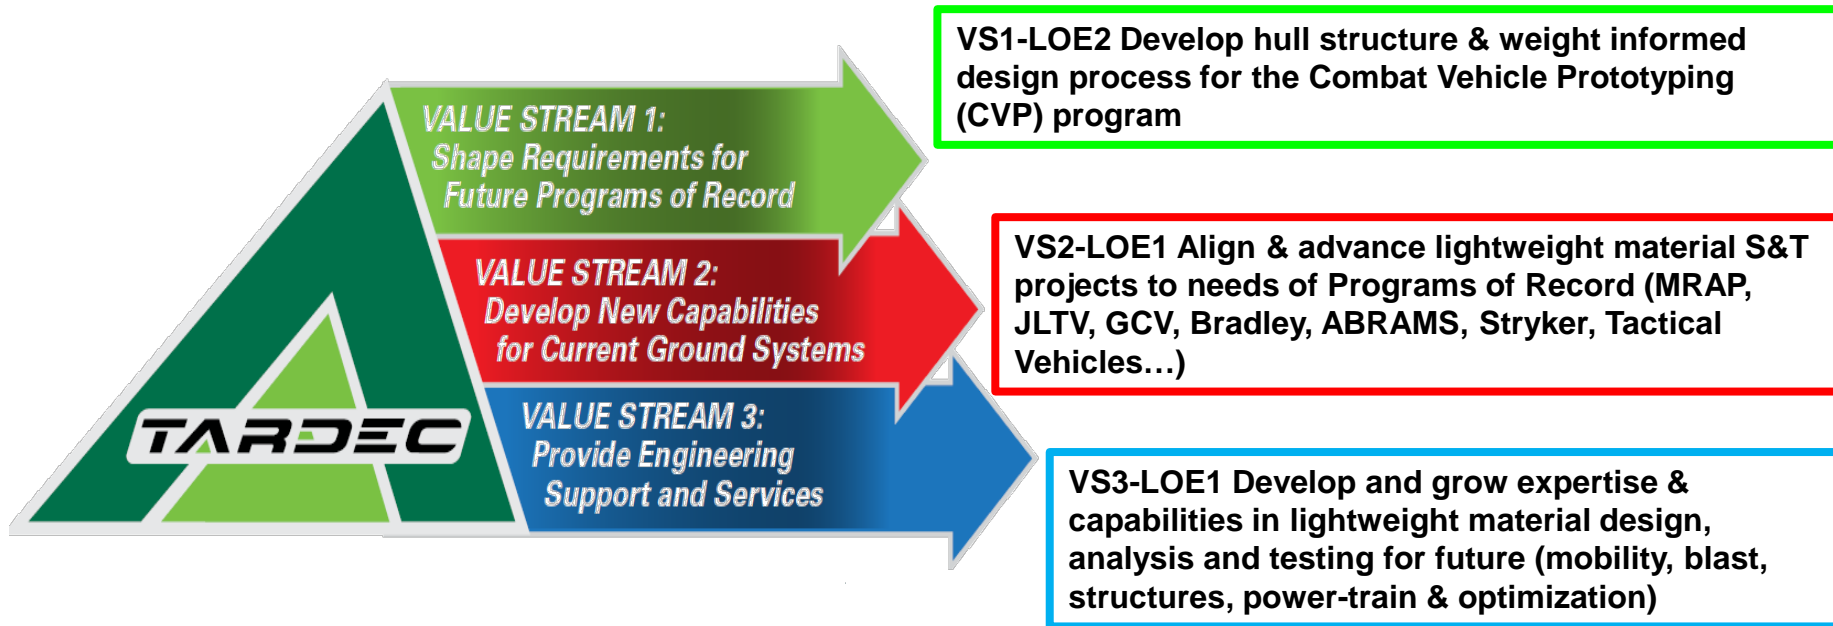 VALUE STREAM 1:
Shape Requirements for
Future Programs of Record
VS1-LOE2 Develop hull structure & weight informed
design process for the Combat Vehicle Prototyping
(CVP) program
VALUE STREAM 2:
Develop New Capabilities
for Current Ground Systems
VS2-LOE1 Align & advance lightweight material S&T
projects to needs of Programs of Record (MRAP,
JLTV, GCV, Bradley, ABRAMS, Stryker, Tactical
Vehicles…)
TARDEC
VALUE STREAM 3:
Provide Engineering
Support and Services
VS3-LOE1 Develop and grow expertise &
capabilities in lightweight material design,
analysis and testing for future (mobility, blast,
structures, power-train & optimization)